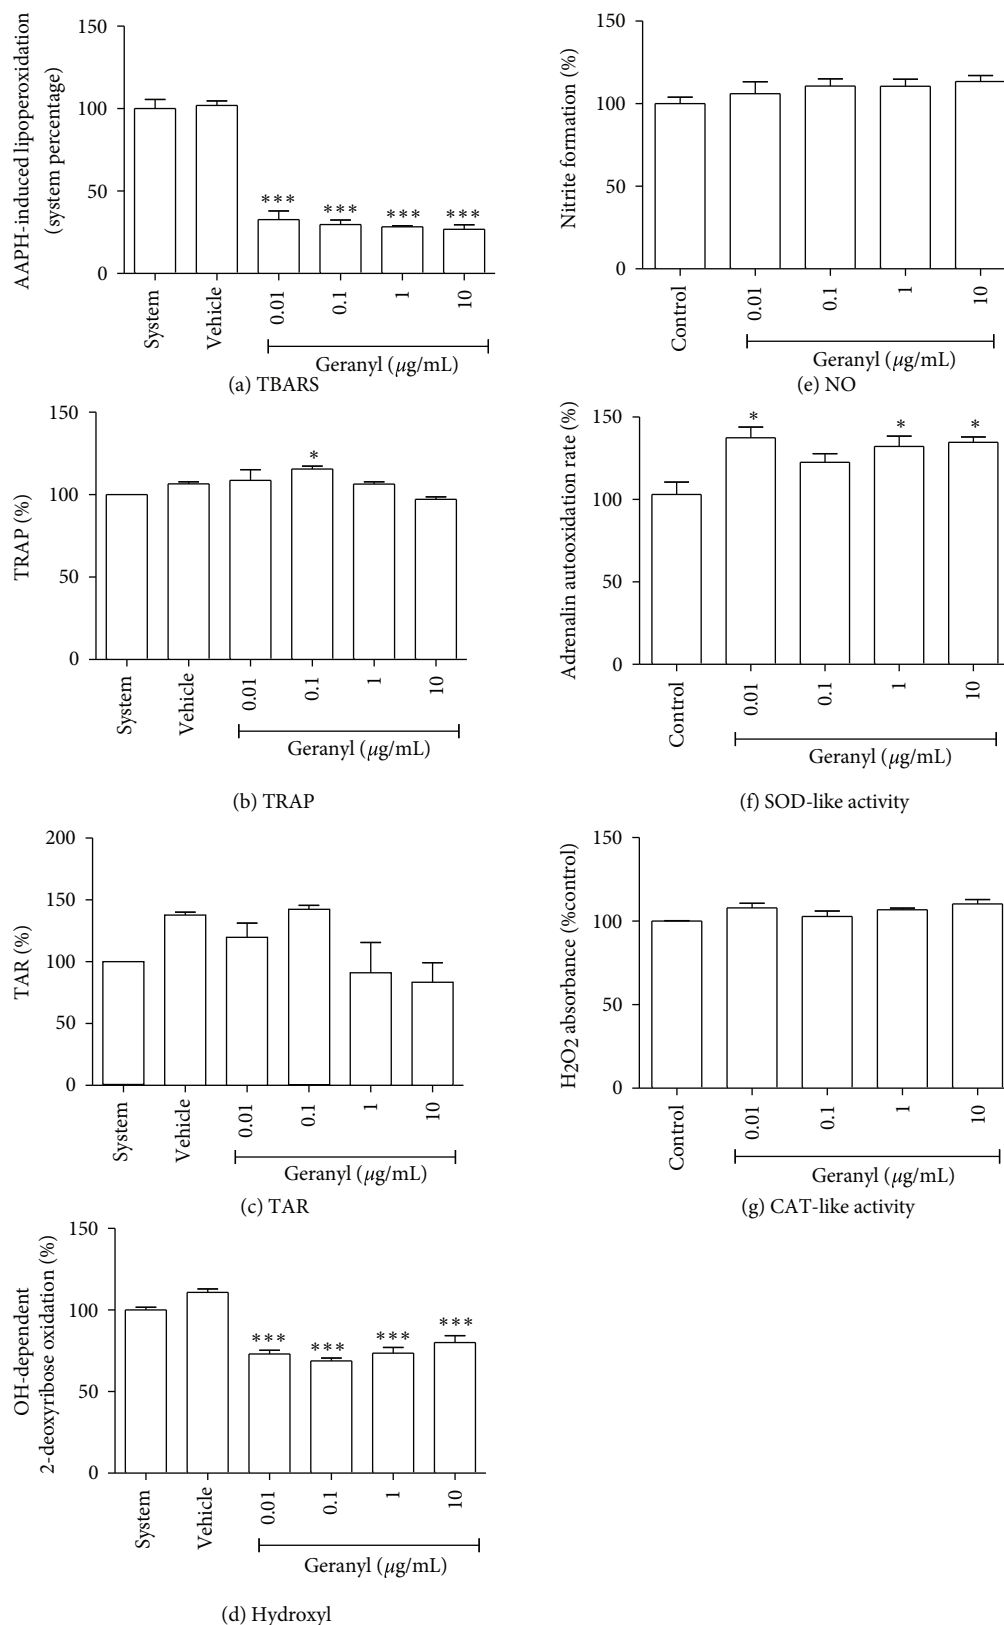 AAPH-induced lipoperoxidation
(system percentage)
150
100
50
0
***
***
***
***
System
Vehicle
0.01
0.1
1
10
Geranyl (μg/mL)
(a) TBARS
TRAP (%)
150
100
50
0
*
System
Vehicle
0.01
0.1
1
10
Geranyl (μg/mL)
(b) TRAP
TAR (%)
200
150
100
50
0
System
Vehicle
0.01
0.1
1
10
Geranyl (μg/mL)
(c) TAR
OH-dependent
2-deoxyribose oxidation (%)
150
100
50
0
***
***
***
***
System
Vehicle
0.01
0.1
1
10
Geranyl (μg/mL)
(d) Hydroxyl
Nitrite formation (%)
150
100
50
0
Control
0.01
0.1
1
10
Geranyl (μg/mL)
(e) NO
Adrenalin autooxidation rate (%)
150
100
50
0
*
*
*
Control
0.01
0.1
1
10
Geranyl (μg/mL)
(f) SOD-like activity
H2O2 absorbance (%control)
150
100
50
0
Control
0.01
0.1
1
10
Geranyl (μg/mL)
(g) CAT-like activity